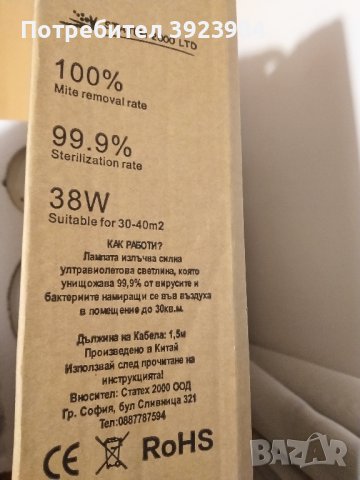 Потребител 3923984
2000 LTD
100%
Mite removal rate
99.9%
Sterilization rate
38W
Suitable for 30-40m2
КАК РАБОТИ?
Лампата излъчва силна
ултравиолетова светлина, която
унищожава 99,9% от вирусите и
бактериите намиращи се във въздуха
в помещение до 30кв.м.
Дължина на Кабела: 1,5м
Произведено в Китай
Използвай след прочитане на
инструкцията!
Вносител: Статех 2000 ООД
Гр. София, бул Сливница 321
Тел:0887787594
CE RoHS
BAZAR